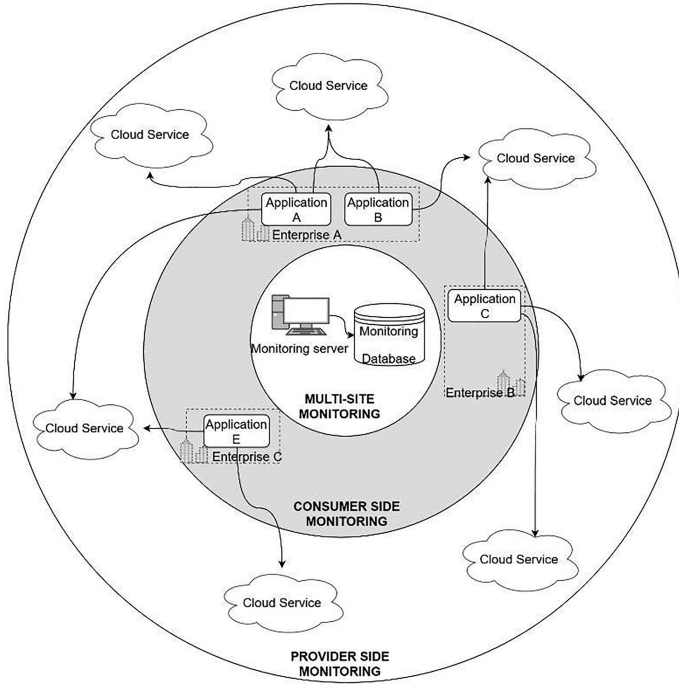 Cloud Service
Cloud Service
Cloud Service
Application
A
Application
B
Enterprise A
Application
C
Monitoring
Monitoring server
Database
Enterprise B
MULTI-SITE
MONITORING
Cloud Service
Cloud Service
Application
E
Enterprise C
CONSUMER SIDE
MONITORING
Cloud Service
Cloud Service
PROVIDER SIDE
MONITORING